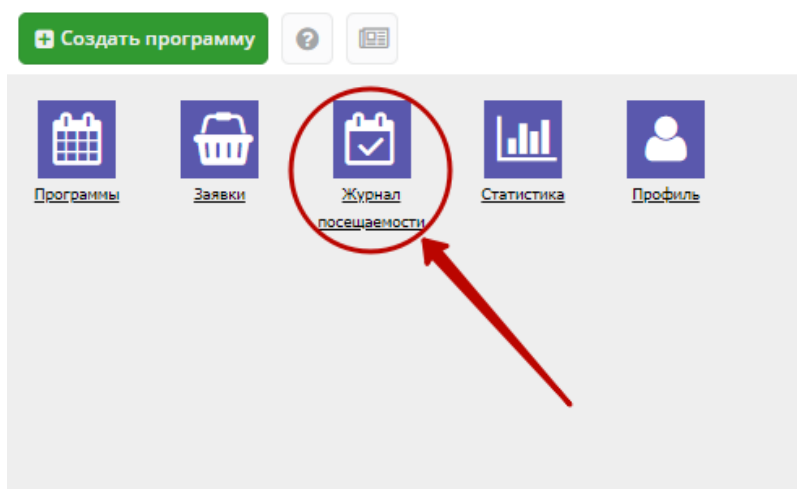 Создать программу
Программы
Заявки
Журнал
посещаемости
Статистика
Профиль